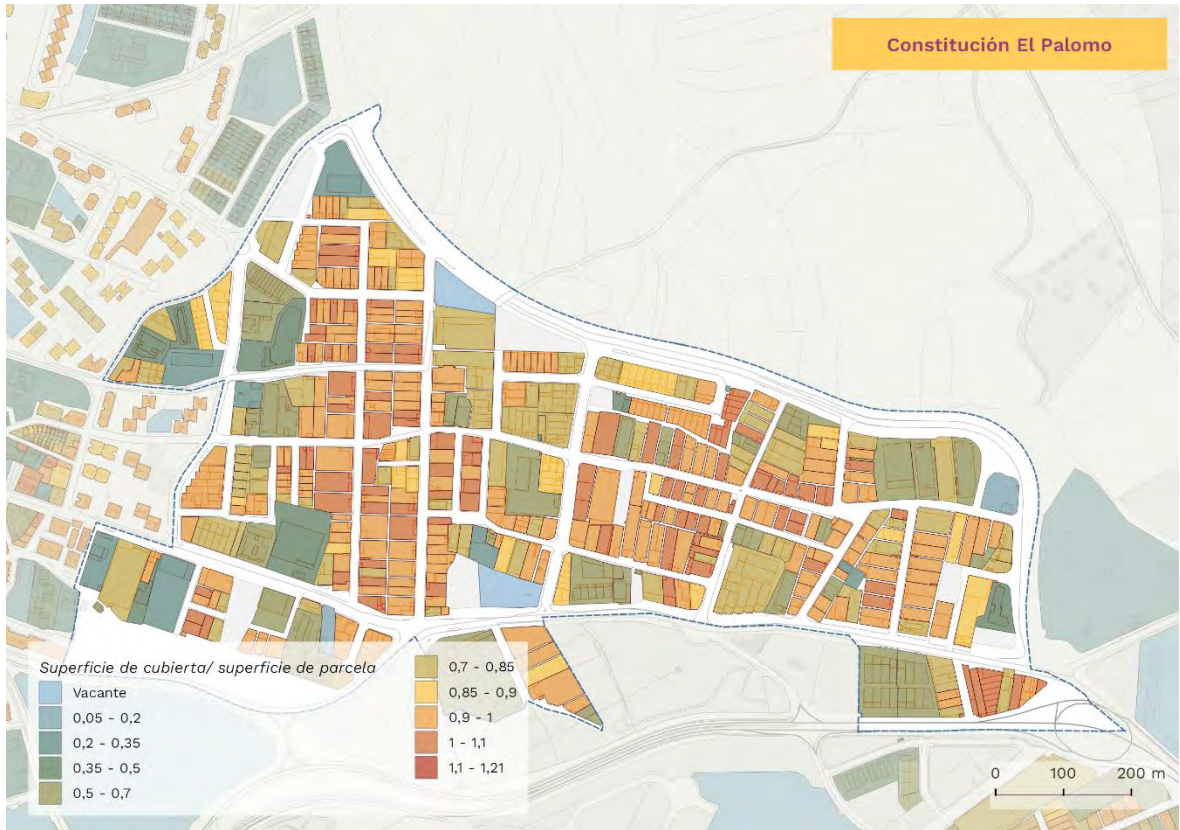 Constitución El Palomo
Superficie de cubierta/ superficie de parcela
Vacante
0,05 - 0,2
0,2 - 0,35
0,35 - 0,5
0,5 - 0,7
0,7 - 0,85
0,85 - 0,9
0,9 - 1
1 - 1,1
1,1 - 1,21
0 100 200 m